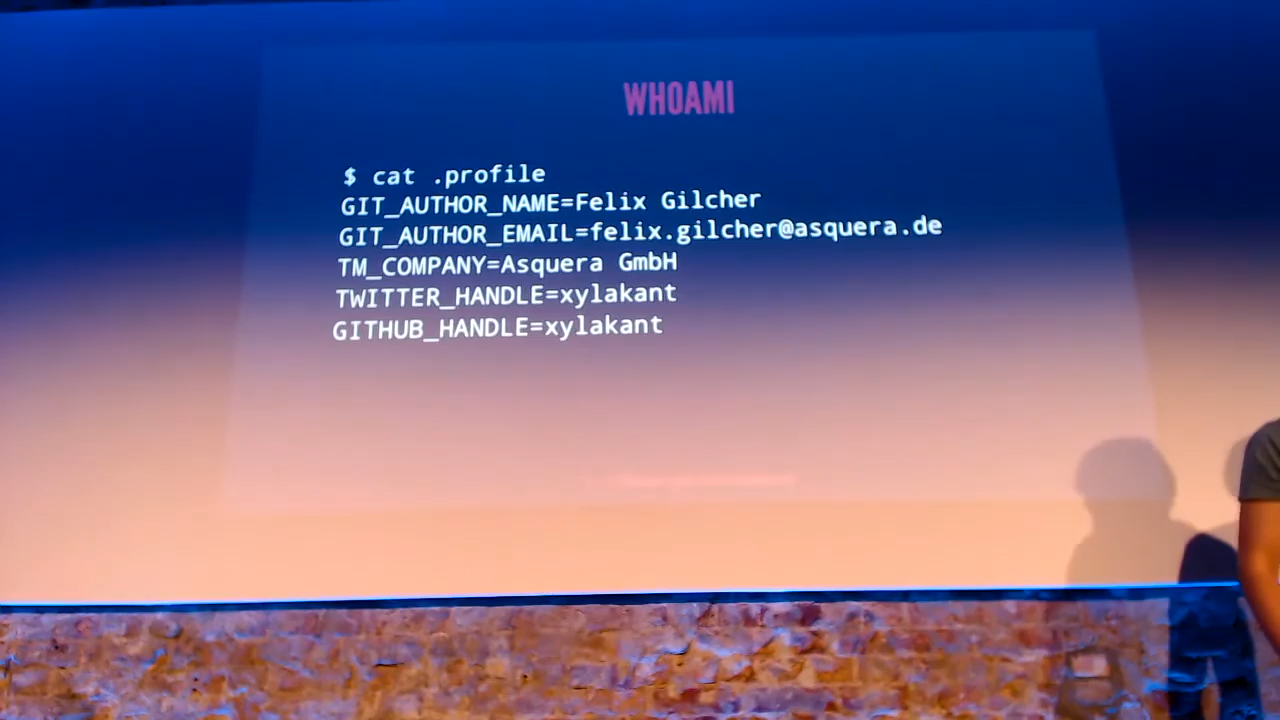 WHOAMI
$ cat .profile
GIT_AUTHOR_NAME=Felix Gilcher
GIT_AUTHOR_EMAIL=felix.gilcher@asquera.de
TM_COMPANY=Asquera GmbH
TWITTER_HANDLE=xylakant
GITHUB_HANDLE=xylakant